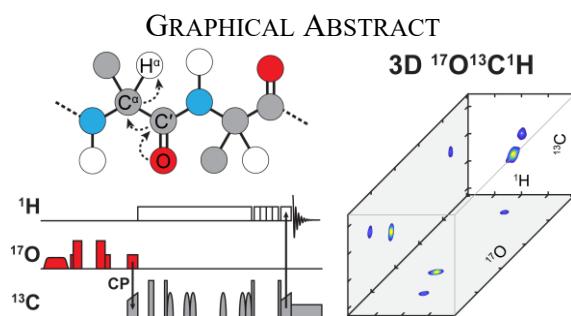 GRAPHICAL ABSTRACT
Hα
Cα
C'
O
3D ¹⁷O¹³C¹H
¹³C
¹H
¹⁷O
¹H
¹⁷O
CP
¹³C